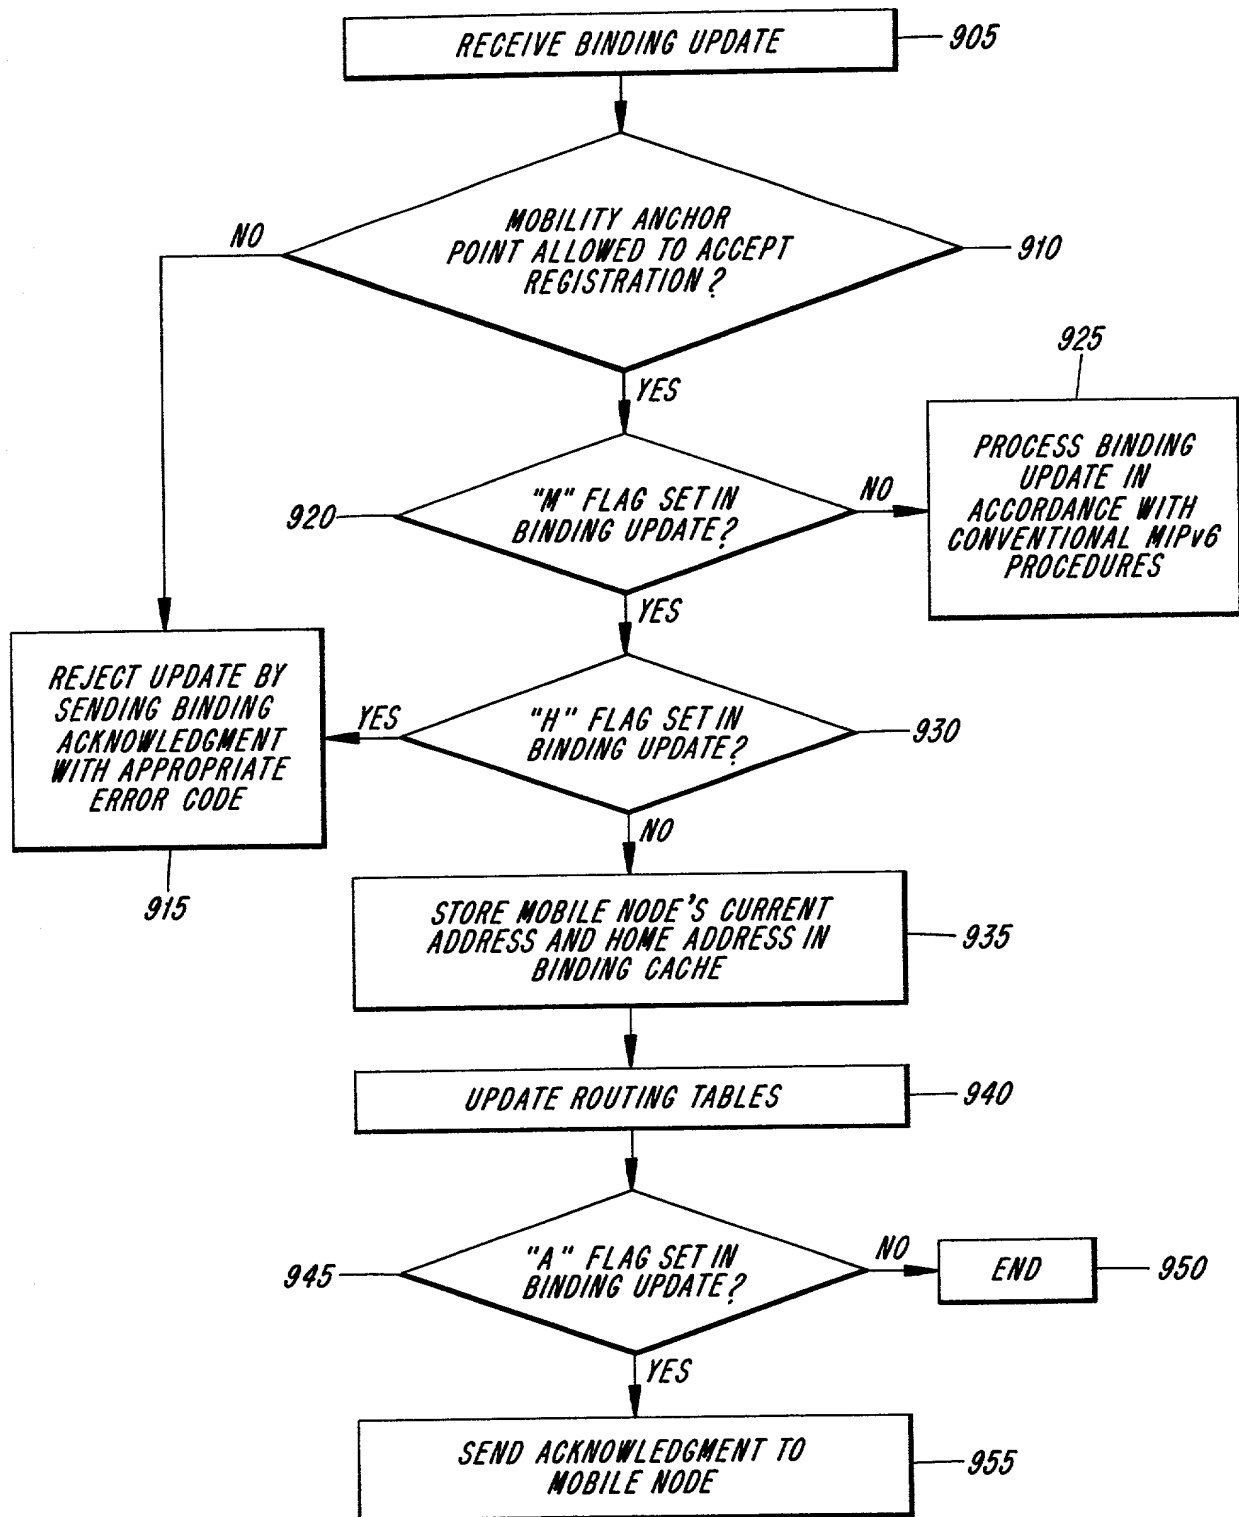 RECEIVE BINDING UPDATE
905
MOBILITY ANCHOR
POINT ALLOWED TO ACCEPT
REGISTRATION?
910
NO
YES
925
PROCESS BINDING
UPDATE IN
ACCORDANCE WITH
CONVENTIONAL MIPv6
PROCEDURES
"M" FLAG SET IN
BINDING UPDATE?
920
NO
YES
REJECT UPDATE BY
SENDING BINDING
ACKNOWLEDGMENT
WITH APPROPRIATE
ERROR CODE
915
YES
"H" FLAG SET IN
BINDING UPDATE?
930
NO
STORE MOBILE NODE'S CURRENT
ADDRESS AND HOME ADDRESS IN
BINDING CACHE
935
UPDATE ROUTING TABLES
940
945
"A" FLAG SET IN
BINDING UPDATE?
NO
END
950
YES
SEND ACKNOWLEDGMENT TO
MOBILE NODE
955